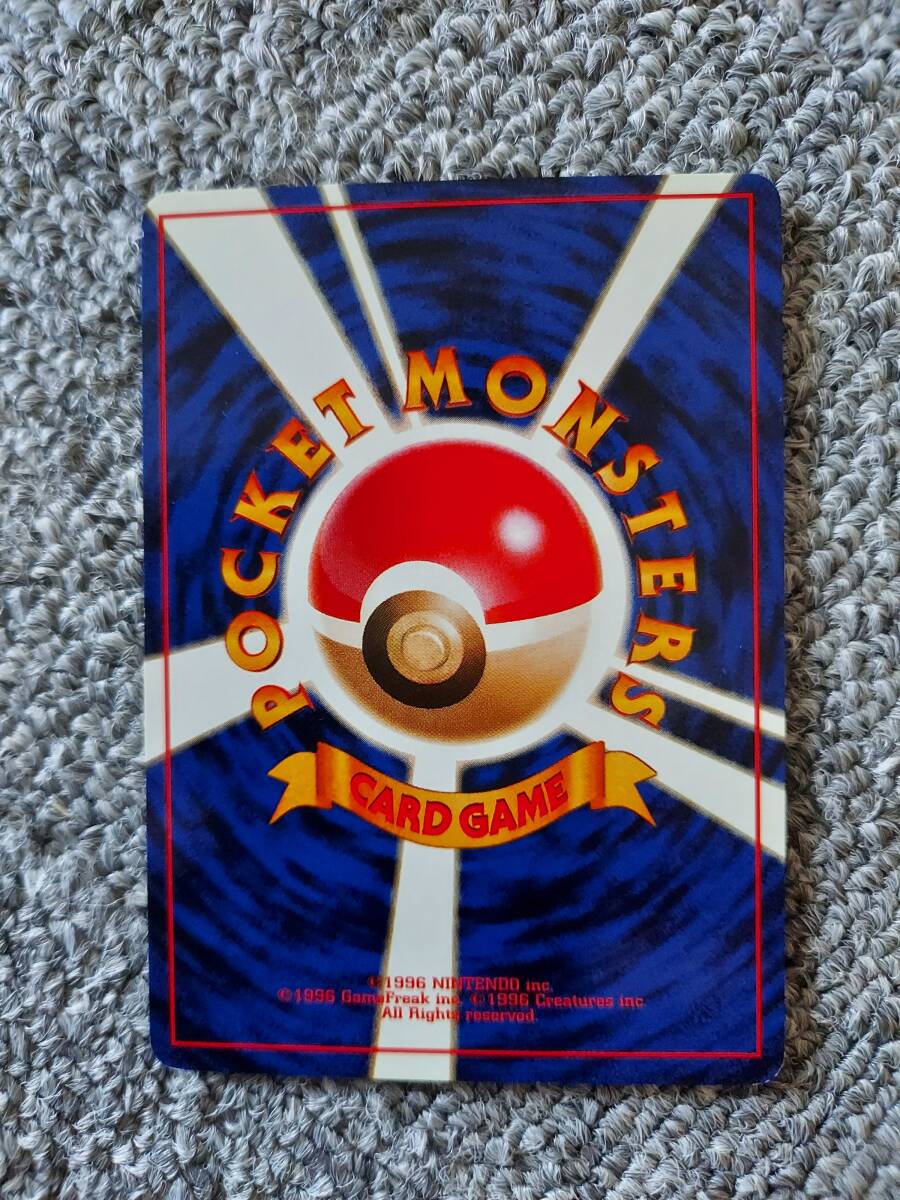 POCKET MONSTERS
CARD GAME
©1996 NINTENDO inc.
©1996 GameFreak inc. ©1996 Creatures inc.
All Rights reserved.